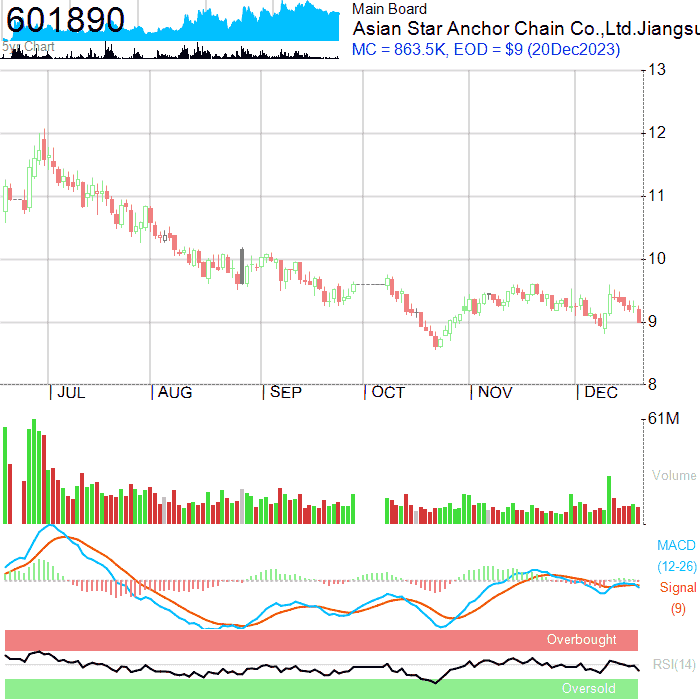 601890
5yr Chart
Main Board
Asian Star Anchor Chain Co.,Ltd.Jiangsu
MC = 863.5K, EOD = $9 (20Dec2023)
13
12
11
10
9
8
JUL
AUG
SEP
OCT
NOV
DEC
61M
Volume
MACD
(12-26)
Signal
(9)
Overbought
RSI(14)
Oversold